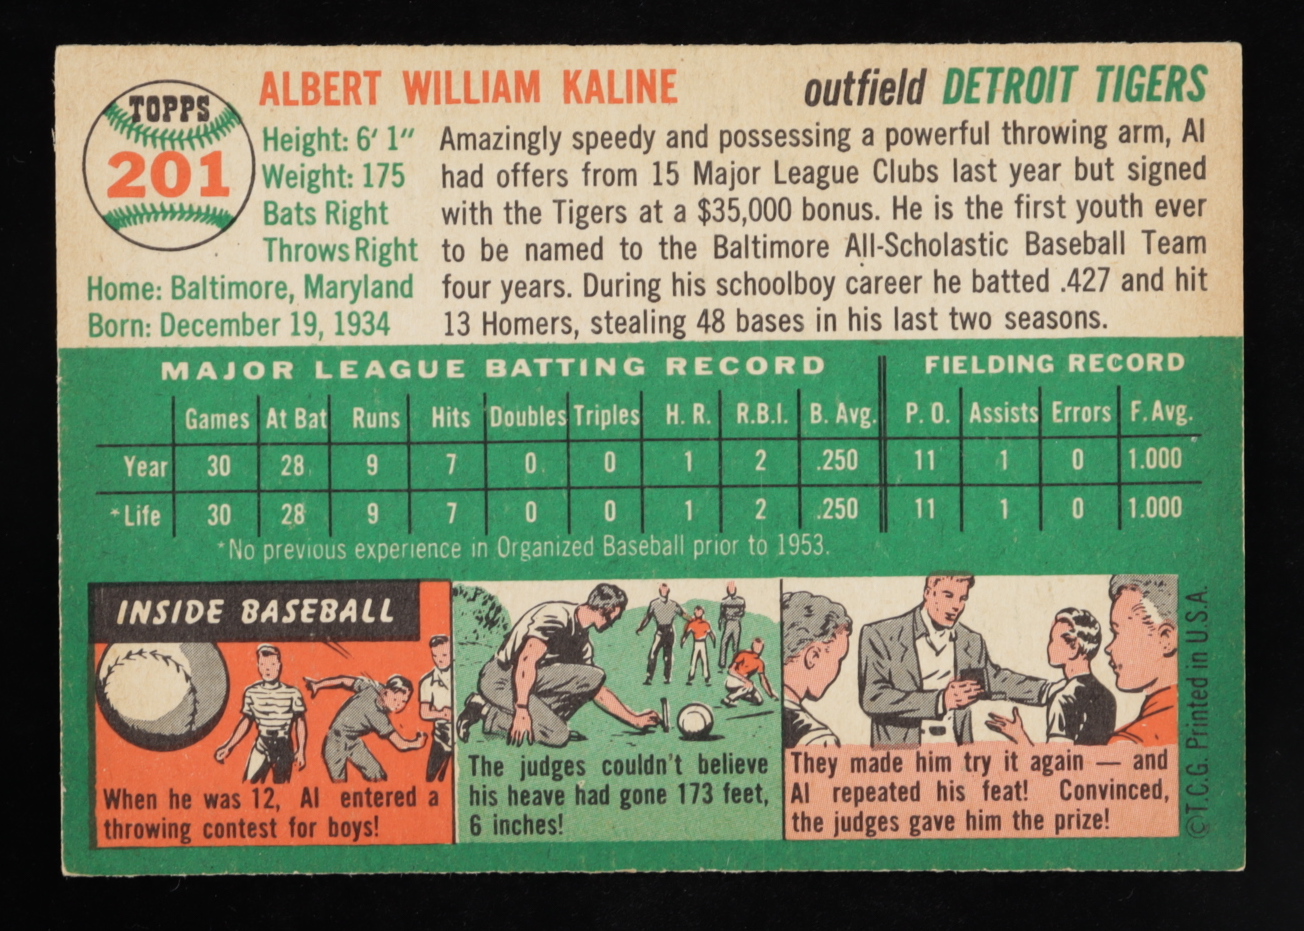 TOPPS
201
ALBERT WILLIAM KALINE
outfield DETROIT TIGERS
Height: 6' 1"
Weight: 175
Bats Right
Throws Right
Home: Baltimore, Maryland
Born: December 19, 1934
Amazingly speedy and possessing a powerful throwing arm, Al
had offers from 15 Major League Clubs last year but signed
with the Tigers at a $35,000 bonus. He is the first youth ever
to be named to the Baltimore All-Scholastic Baseball Team
four years. During his schoolboy career he batted .427 and hit
13 Homers, stealing 48 bases in his last two seasons.
MAJOR LEAGUE BATTING RECORD FIELDING RECORD
Games At Bat Runs Hits Doubles Triples H. R. R.B.I. B. Avg. P. O. Assists Errors F. Avg.
Year 30 28 9 7 0 0 1 2 .250 11 1 0 1.000
*Life 30 28 9 7 0 0 1 2 .250 11 1 0 1.000
*No previous experience in Organized Baseball prior to 1953.
INSIDE BASEBALL
When he was 12, Al entered a
throwing contest for boys!
The judges couldn't believe
his heave had gone 173 feet,
6 inches!
They made him try it again — and
Al repeated his feat! Convinced,
the judges gave him the prize!
©T.C.G. Printed in U.S.A.